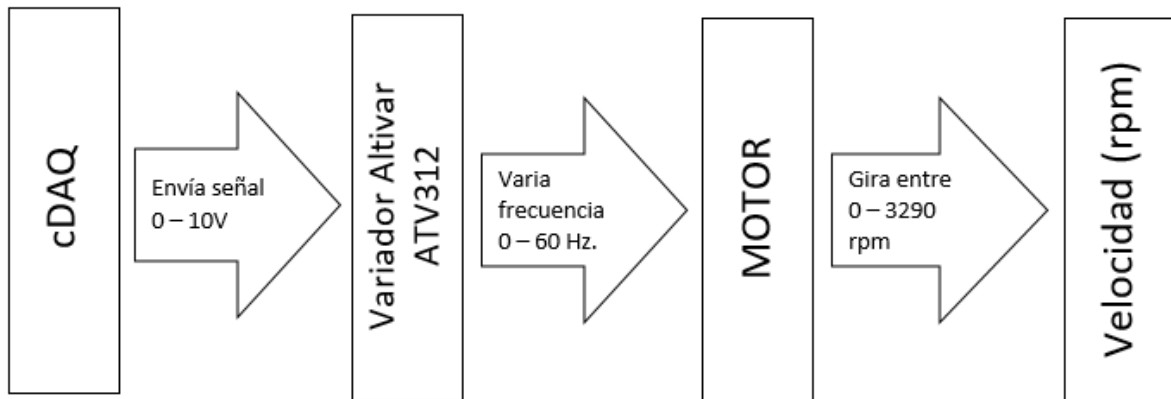 cDAQ
Envía señal
0 – 10V
Variador Altivar
ATV312
Varia
frecuencia
0 – 60 Hz.
MOTOR
Gira entre
0 – 3290
rpm
Velocidad (rpm)